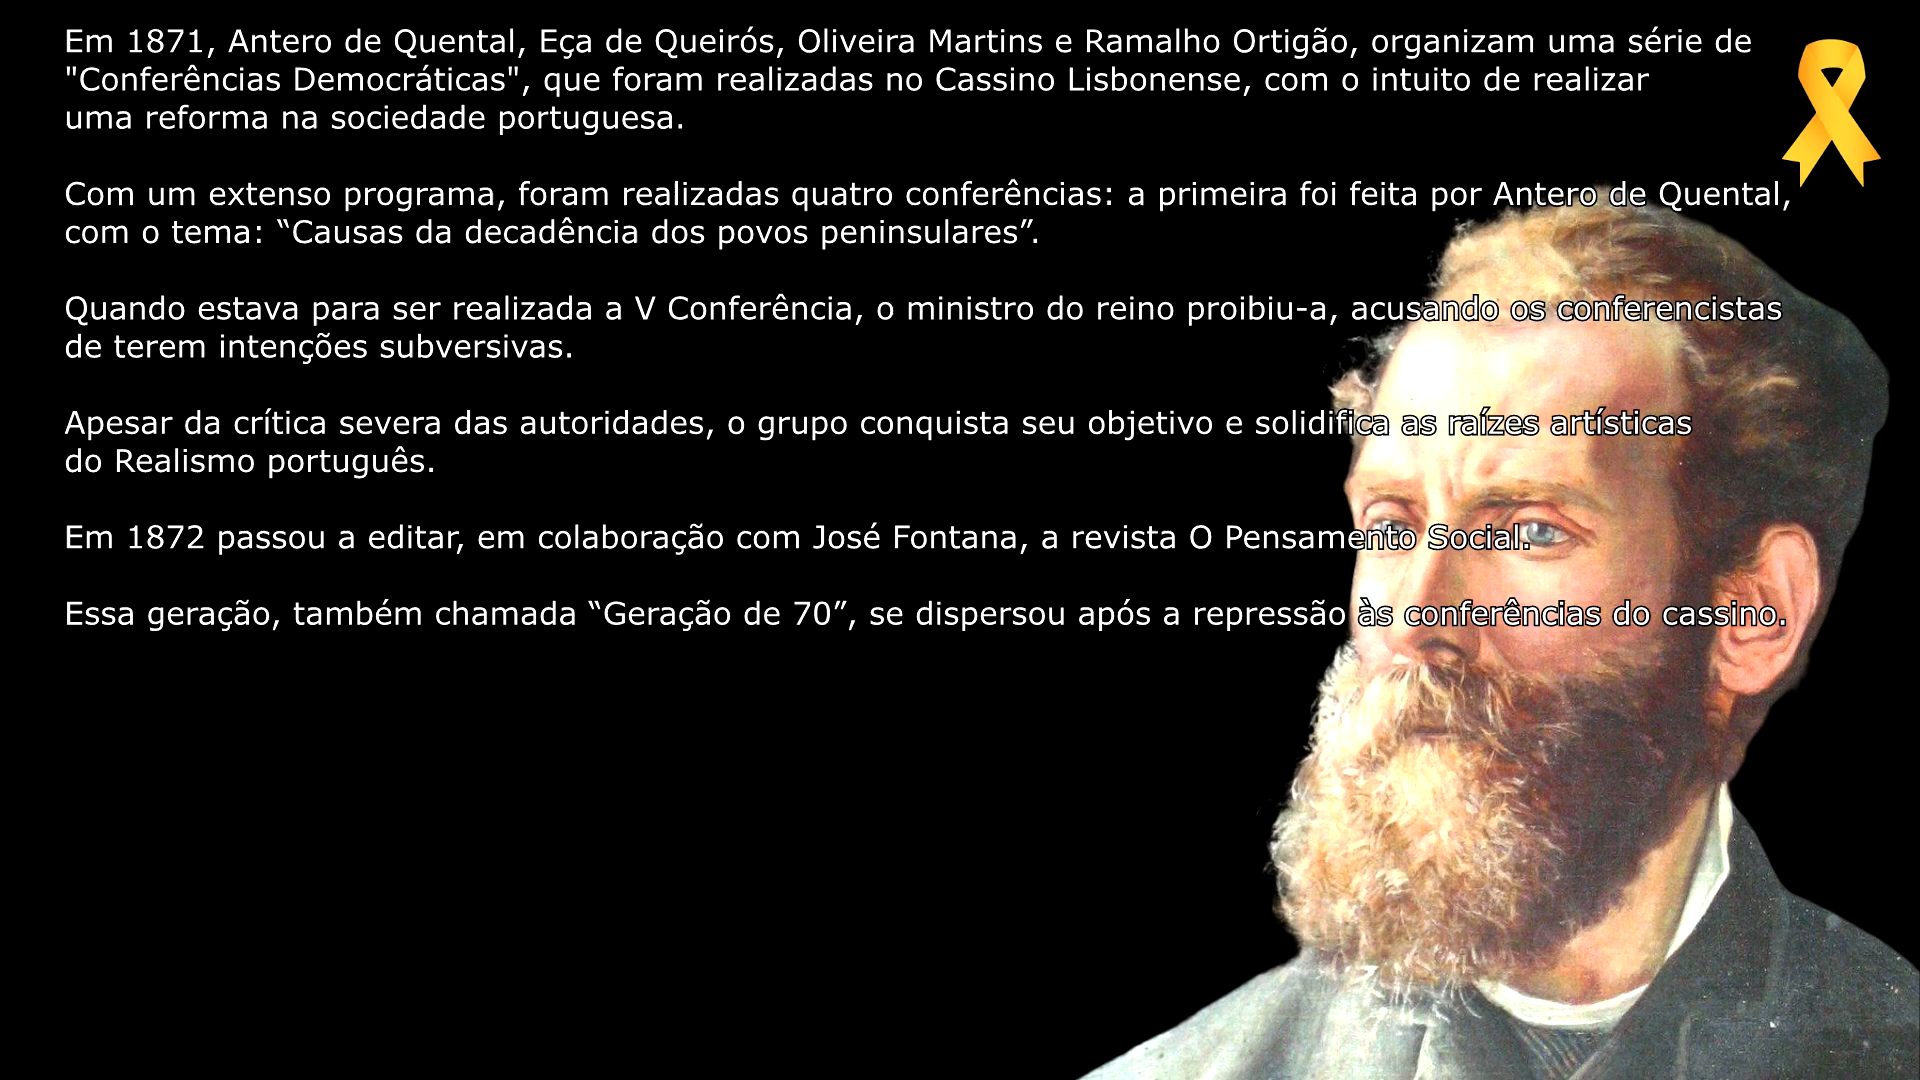 Em 1871, Antero de Quental, Eça de Queirós, Oliveira Martins e Ramalho Ortigão, organizam uma série de
"Conferências Democráticas", que foram realizadas no Cassino Lisbonense, com o intuito de realizar
uma reforma na sociedade portuguesa.
Com um extenso programa, foram realizadas quatro conferências: a primeira foi feita por Antero de Quental,
com o tema: “Causas da decadência dos povos peninsulares”.
Quando estava para ser realizada a V Conferência, o ministro do reino proibiu-a, acusando os conferencistas
de terem intenções subversivas.
Apesar da crítica severa das autoridades, o grupo conquista seu objetivo e solidifica as raízes artísticas
do Realismo português.
Em 1872 passou a editar, em colaboração com José Fontana, a revista O Pensamento Social.
Essa geração, também chamada “Geração de 70”, se dispersou após a repressão às conferências do cassino.